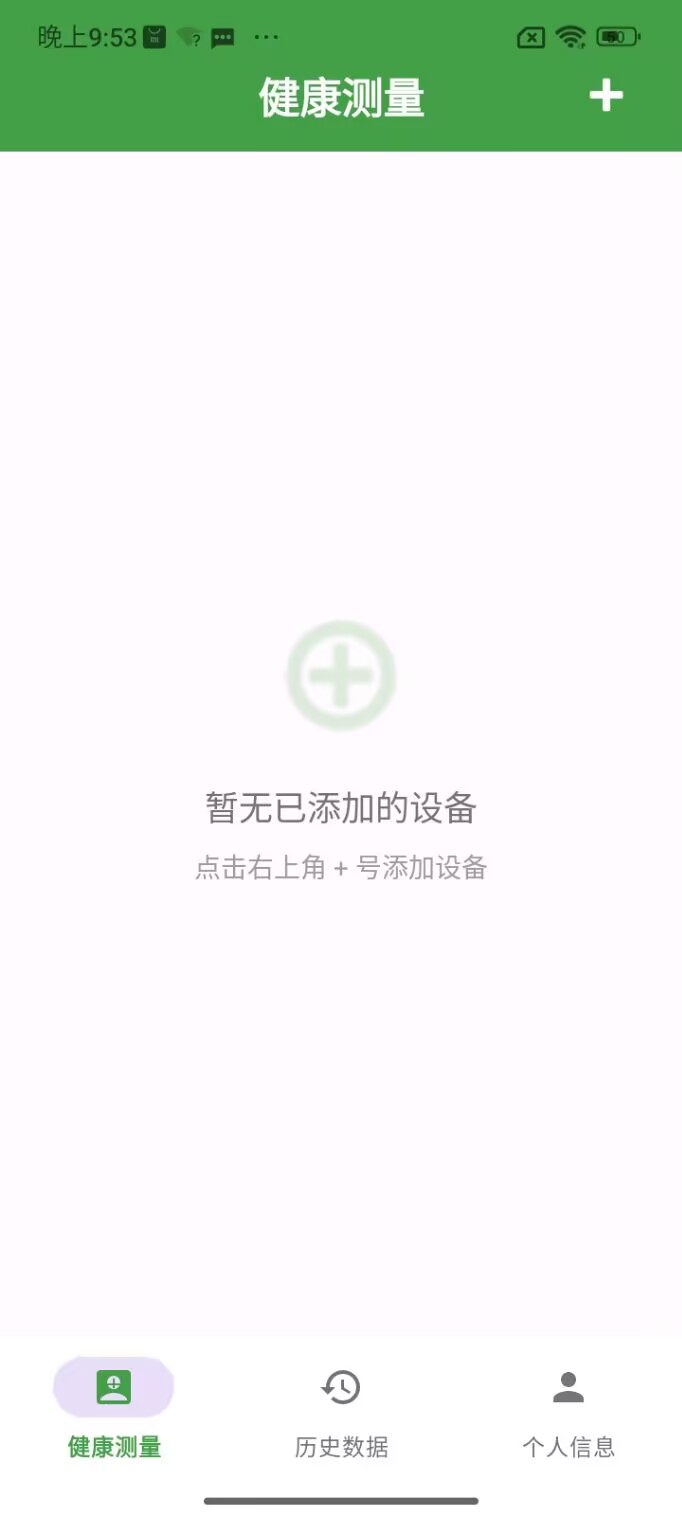 晚上9:53
50
健康测量
暂无已添加的设备
点击右上角 + 号添加设备
健康测量
历史数据
个人信息